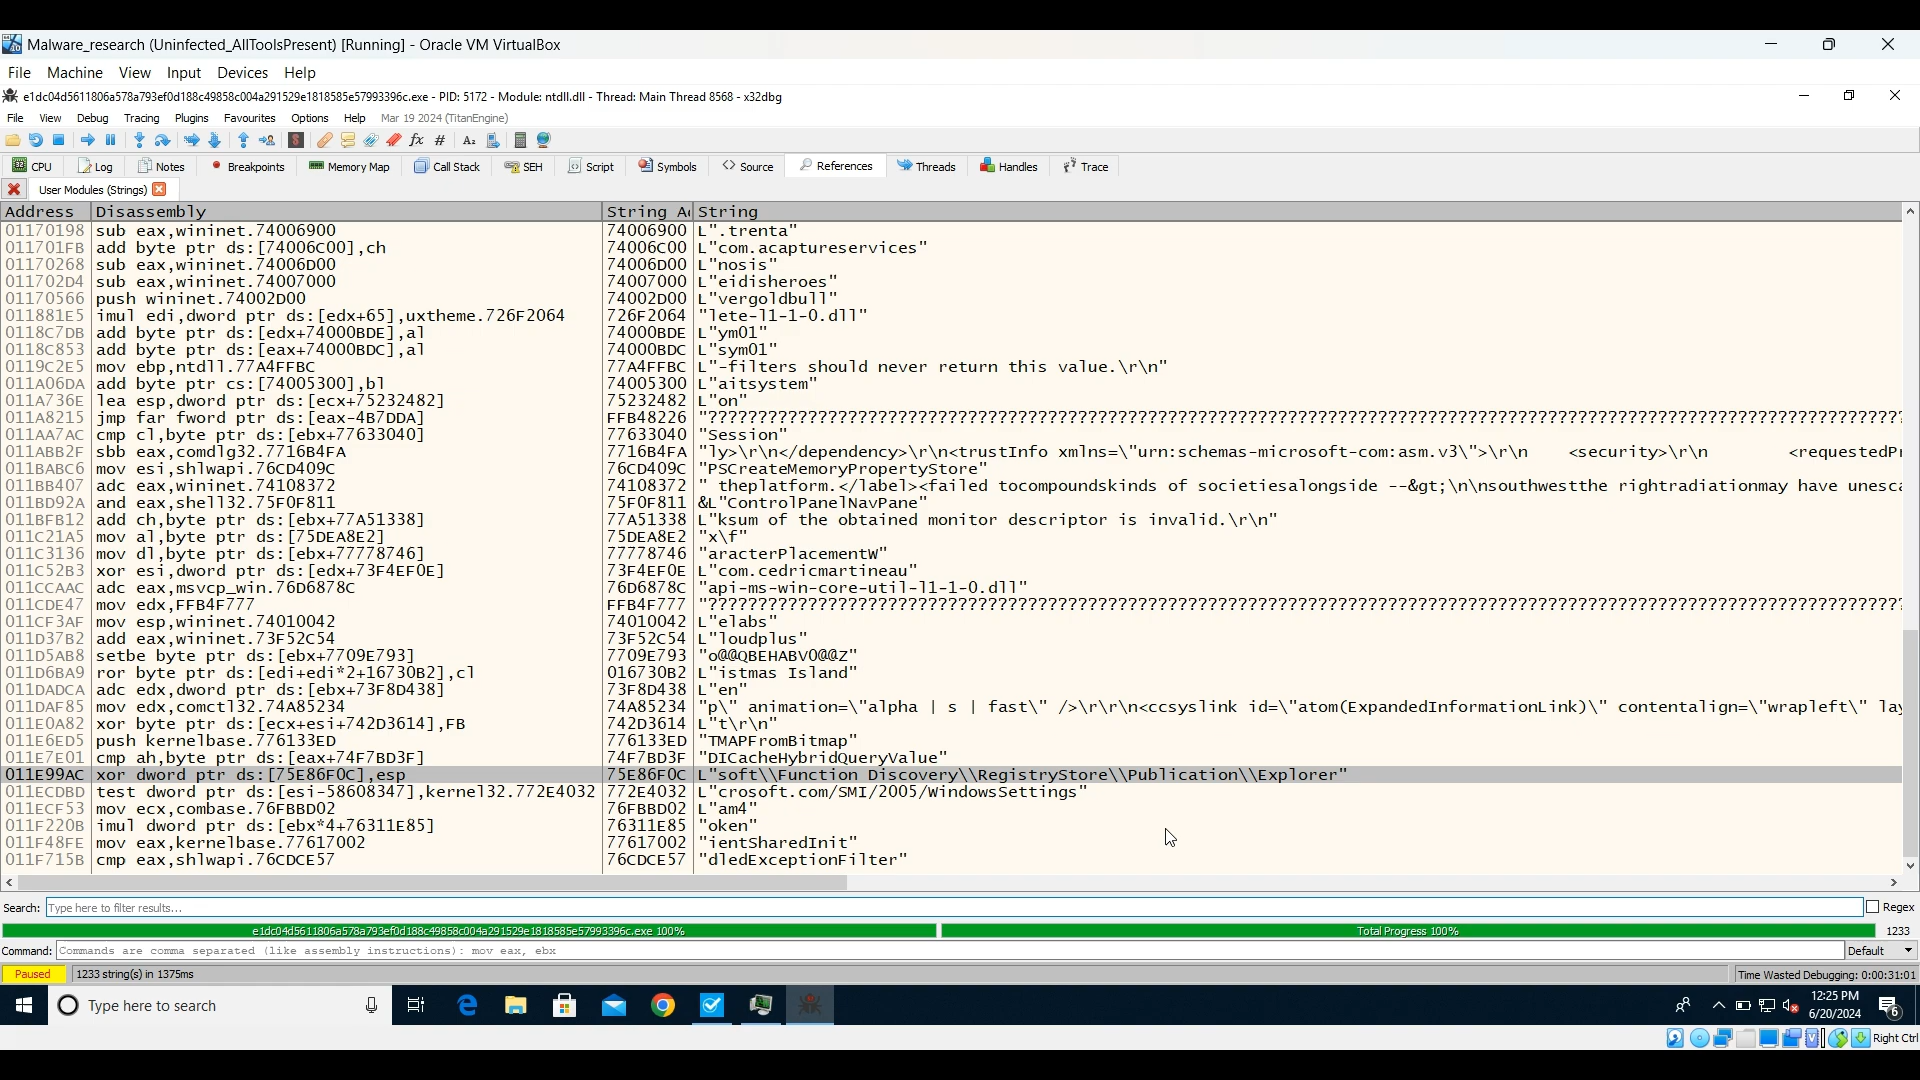 Malware_research (Uninfected_AllToolsPresent) [Running] - Oracle VM VirtualBox
File Machine View Input Devices Help
e1dc04d5611806a578a793ef0d188c49858c004a291529e1818585e57993396c.exe - PID: 5172 - Module: ntdll.dll - Thread: Main Thread 8568 - x32dbg
File View Debug Tracing Plugins Favourites Options Help Mar 19 2024 (TitanEngine)
CPU Log Notes Breakpoints Memory Map Call Stack SEH Script Symbols Source References Threads Handles Trace
User Modules (Strings)
Address Disassembly String A String
01170198 sub eax,wininet.74006900 74006900 L".trenta"
011701FB add byte ptr ds:[74006C00],ch 74006C00 L"com.acaptureservices"
01170268 sub eax,wininet.74006D00 74006D00 L"nosis"
011702D4 sub eax,wininet.74007000 74007000 L"eidisheroes"
01170566 push wininet.74002D00 74002D00 L"vergoldbull"
011881E5 imul edi,dword ptr ds:[edx+65],uxtheme.726F2064 726F2064 "lete-l1-1-0.dll"
0118C7DB add byte ptr ds:[edx+74000BDE],al 74000BDE L"ym01"
0118C853 add byte ptr ds:[eax+74000BDC],al 74000BDC L"sym01"
0119C2E5 mov ebp,ntdll.77A4FFBC 77A4FFBC L"-filters should never return this value.\r\n"
011A06DA add byte ptr cs:[74005300],bl 74005300 L"aitsystem"
011A736E lea esp,dword ptr ds:[ecx+75232482] 75232482 L"on"
011A8215 jmp far fword ptr ds:[eax-4B7DDA] FFB48226 "??????????????????????????????????????????????????????????????????????????????????????????????????????????????????????????
011AA7AC cmp cl,byte ptr ds:[ebx+77633040] 77633040 "Session"
011ABB2F sbb eax,comdlg32.7716B4FA 7716B4FA "ly>\r\n</dependency>\r\n<trustInfo xmlns=\"urn:schemas-microsoft-com:asm.v3\">\r\n <security>\r\n <requestedPr
011BABC6 mov esi,shlwapi.76CD409C 76CD409C "PSCreateMemoryPropertyStore"
011BB407 adc eax,wininet.74108372 74108372 " theplatform.</label><failed tocompoundskinds of societiesalongside --&gt;\n\nsouthwestthe rightradiationmay have unesca
011BD92A and eax,shell32.75F0F811 75F0F811 &L"ControlPanelNavPane"
011BFB12 add ch,byte ptr ds:[ebx+77A51338] 77A51338 L"ksum of the obtained monitor descriptor is invalid.\r\n"
011C21A5 mov al,byte ptr ds:[75DEA8E2] 75DEA8E2 "x\f"
011C3136 mov dl,byte ptr ds:[ebx+77778746] 77778746 "aracterPlacementW"
011C52B3 xor esi,dword ptr ds:[edx+73F4EF0E] 73F4EF0E L"com.cedricmartineau"
011CCAAC adc eax,msvcp_win.76D6878C 76D6878C "api-ms-win-core-util-l1-1-0.dll"
011CDE47 mov edx,FFB4F777 FFB4F777 "??????????????????????????????????????????????????????????????????????????????????????????????????????????????????????????
011CF3AF mov esp,wininet.74010042 74010042 L"elabs"
011D37B2 add eax,wininet.73F52C54 73F52C54 L"loudplus"
011D5AB8 setbe byte ptr ds:[ebx+7709E793] 7709E793 "o@@QBEHABV0@@Z"
011D6BA9 ror byte ptr ds:[edi+edi*2+16730B2],cl 016730B2 L"istmas Island"
011DADCA adc edx,dword ptr ds:[ebx+73F8D438] 73F8D438 L"en"
011DAF85 mov edx,comctl32.74A85234 74A85234 "p\" animation=\"alpha | s | fast\" />\r\r\n<ccsyslink id=\"atom(ExpandedInformationLink)\" contentalign=\"wrapleft\" lay
011E0A82 xor byte ptr ds:[ecx+esi+742D3614],FB 742D3614 L"t\r\n"
011E6ED5 push kernelbase.776133ED 776133ED "TMAPFromBitmap"
011E7E01 cmp ah,byte ptr ds:[eax+74F7BD3F] 74F7BD3F "DICacheHybridQueryValue"
011E99AC xor dword ptr ds:[75E86F0C],esp 75E86F0C L"soft\\Function Discovery\\RegistryStore\\Publication\\Explorer"
011ECDBD test dword ptr ds:[esi-58608347],kernel32.772E4032 772E4032 L"crosoft.com/SMI/2005/WindowsSettings"
011ECF53 mov ecx,combase.76FBBD02 76FBBD02 L"am4"
011F220B imul dword ptr ds:[ebx*4+76311E85] 76311E85 "oken"
011F48FE mov eax,kernelbase.77617002 77617002 "ientSharedInit"
011F715B cmp eax,shlwapi.76CDCE57 76CDCE57 "dledExceptionFilter"
Search: Type here to filter results... Regex
e1dc04d5611806a578a793ef0d188c49858c004a291529e1818585e57993396c.exe 100% Total Progress 100% 1233
Command: Commands are comma separated (like assembly instructions): mov eax, ebx Default
Paused 1233 string(s) in 1375ms Time Wasted Debugging: 0:00:31:01
Type here to search 12:25 PM
6/20/2024 6
Right Ctrl